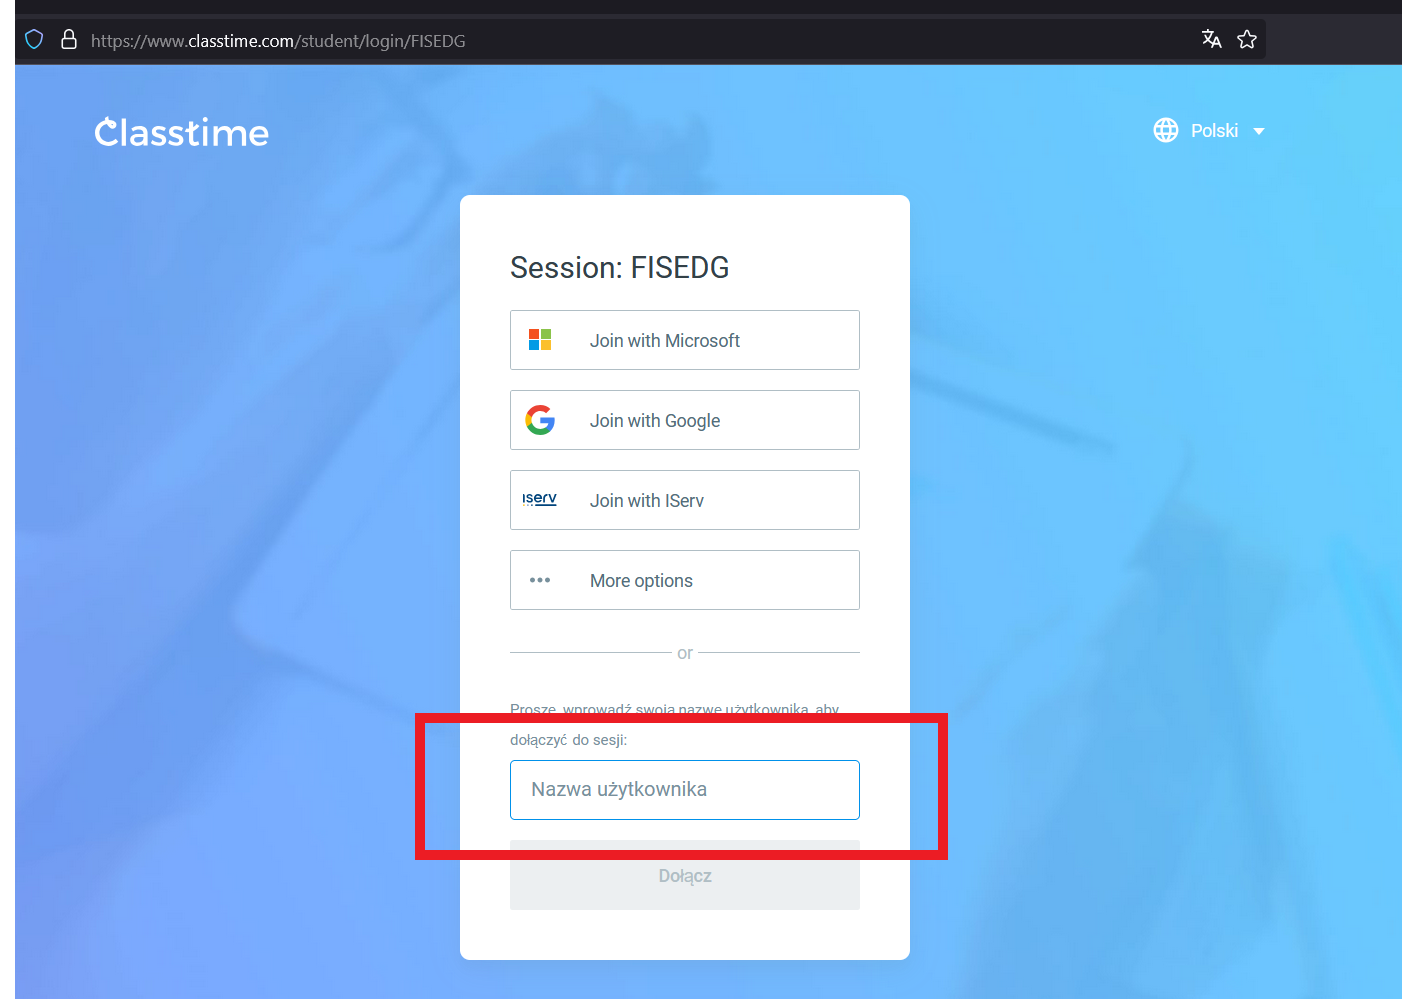 https://www.classtime.com/student/login/FISEDG
Classtime
Polski
Session: FISEDG
Join with Microsoft
Join with Google
Iserv
Join with IServ
More options
or
Proszę, wprowadź swoją nazwę użytkownika, aby
dołączyć do sesji:
Nazwa użytkownika
Dołącz